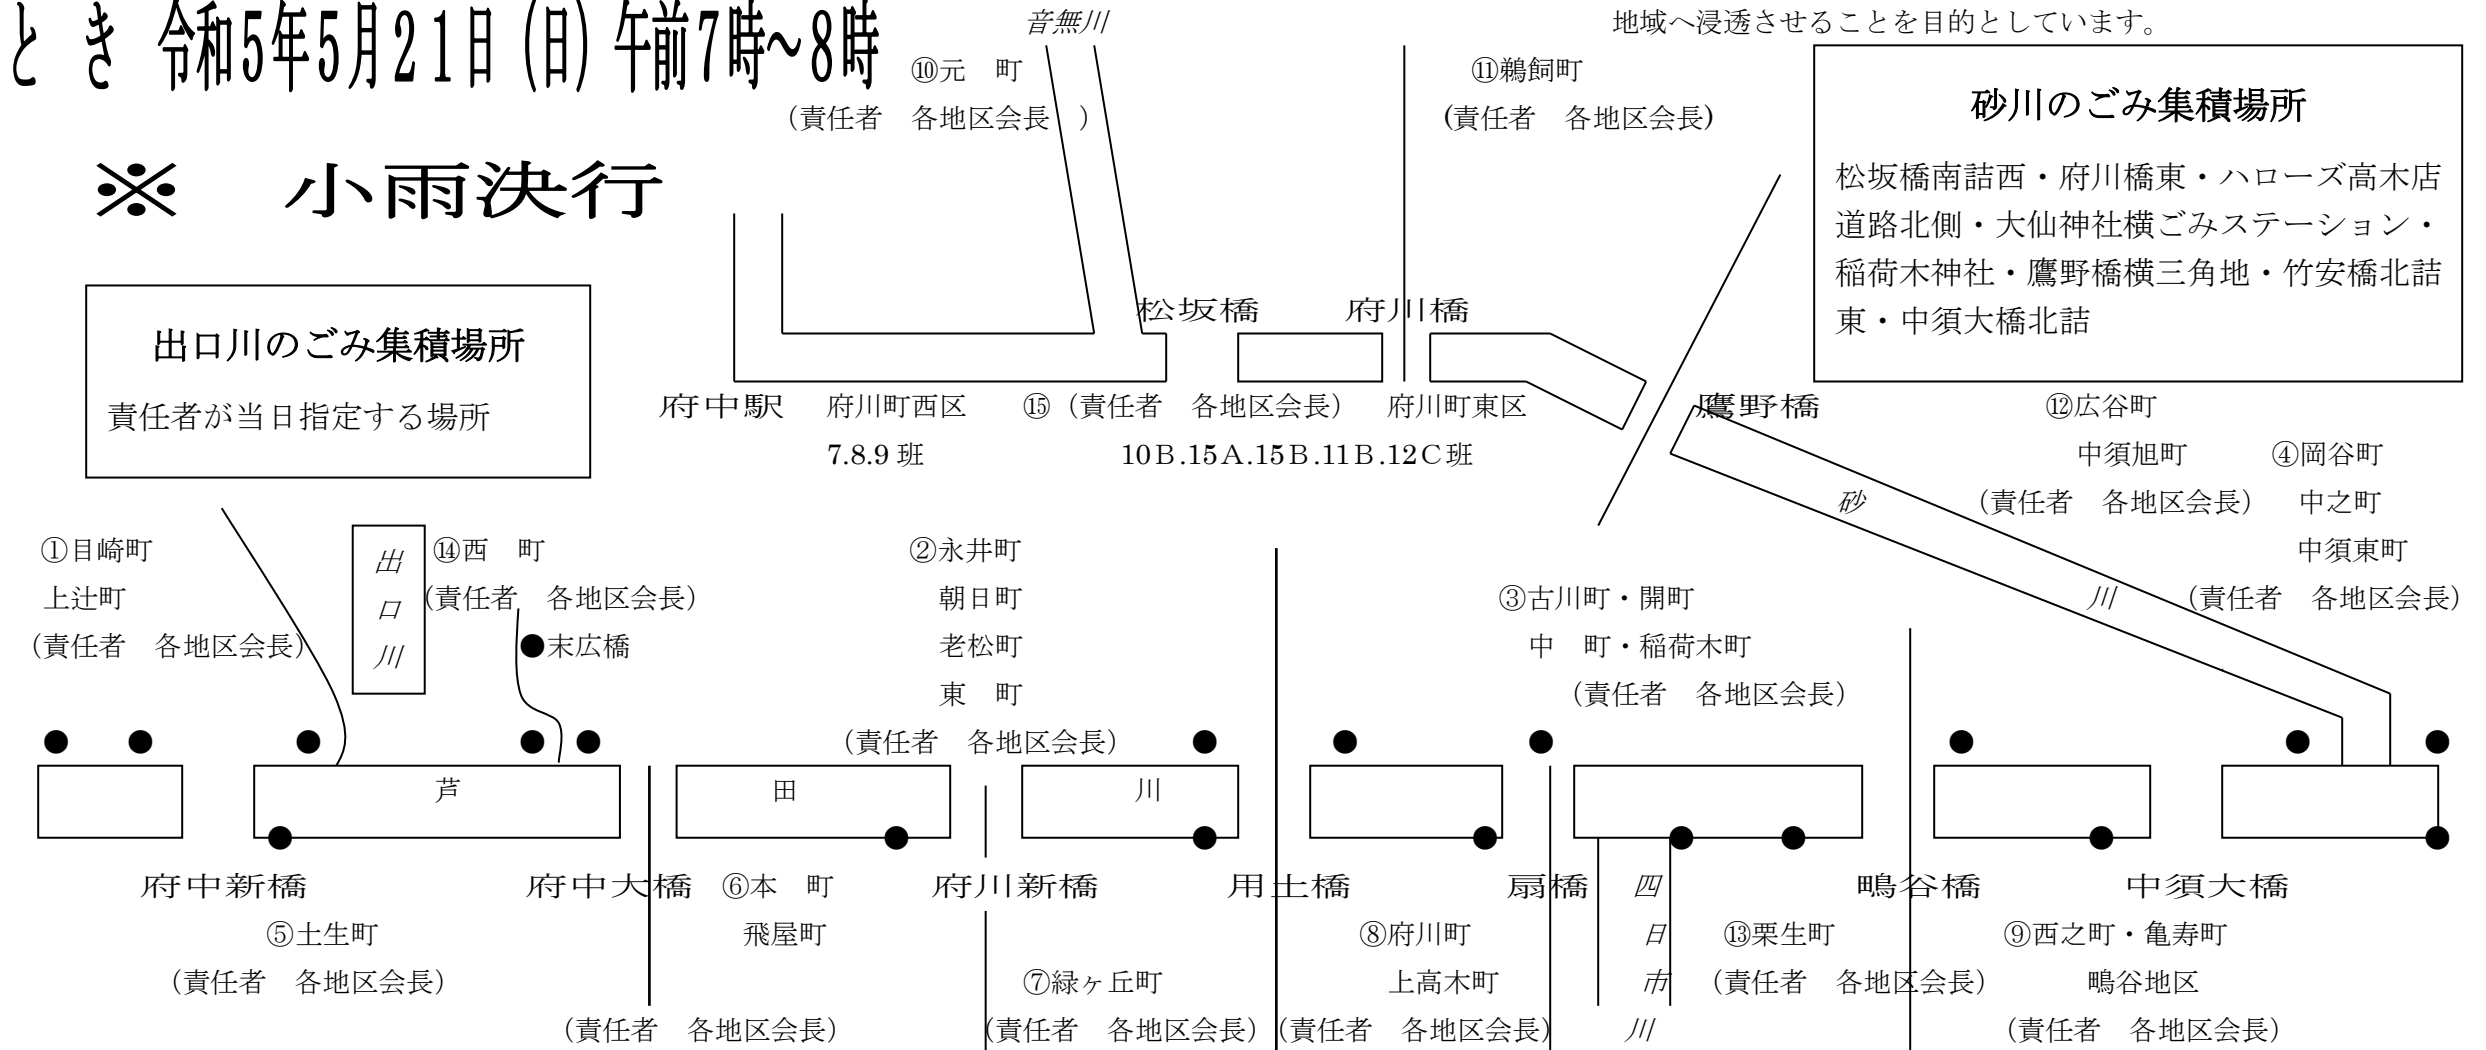 と き 令和5年5月21日（日）午前7時～8時
※　小雨決行
音無川
地域へ浸透させることを目的としています。
⑩元　町
（責任者　各地区会長　）
⑪鵜飼町
(責任者　各地区会長)
砂川のごみ集積場所
松坂橋南詰西・府川橋東・ハローズ高木店
道路北側・大仙神社横ごみステーション・
稲荷木神社・鷹野橋横三角地・竹安橋北詰
東・中須大橋北詰
出口川のごみ集積場所
責任者が当日指定する場所
松坂橋
府川橋
府中駅
府川町西区
⑮（責任者　各地区会長）
府川町東区
鷹野橋
7.8.9 班
10Ｂ.15Ａ.15Ｂ.11Ｂ.12Ｃ班
⑫広谷町
中須旭町
（責任者　各地区会長）
④岡谷町
中之町
中須東町
（責任者　各地区会長）
砂
川
①目崎町
上辻町
（責任者　各地区会長）
出
口
川
⑭西　町
（責任者　各地区会長）
●末広橋
②永井町
朝日町
老松町
東　町
（責任者　各地区会長）
③古川町・開町
中　町・稲荷木町
（責任者　各地区会長）
芦
田
川
府中新橋
府中大橋
府川新橋
用土橋
扇橋
鴫谷橋
中須大橋
⑤土生町
（責任者　各地区会長）
⑥本　町
飛屋町
（責任者　各地区会長）
⑦緑ヶ丘町
（責任者　各地区会長）
⑧府川町
上高木町
（責任者　各地区会長）
四
日
市
川
⑬栗生町
（責任者　各地区会長）
⑨西之町・亀寿町
鴫谷地区
（責任者　各地区会長）